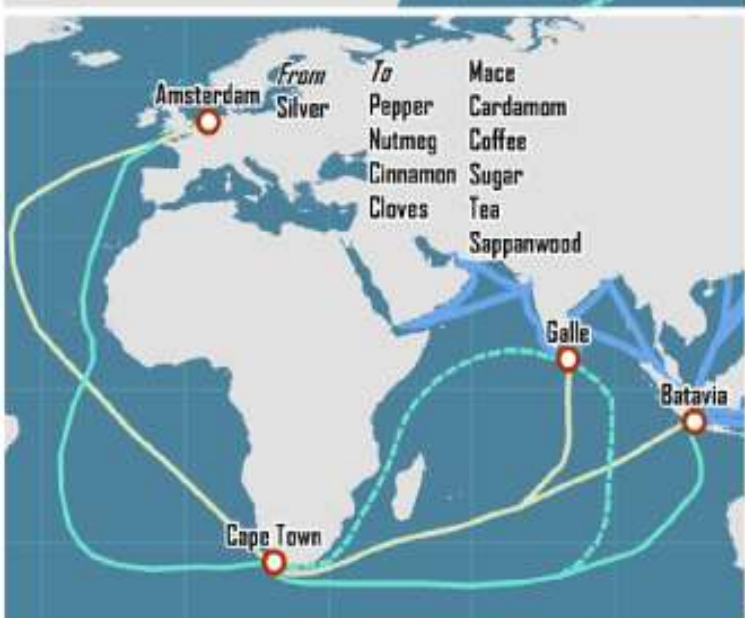 From To Mace
Amsterdam Silver Pepper Cardamom
Nutmeg Coffee
Cinnamon Sugar
Cloves Tea
Sappanwood
Galle
Batavia
Cape Town